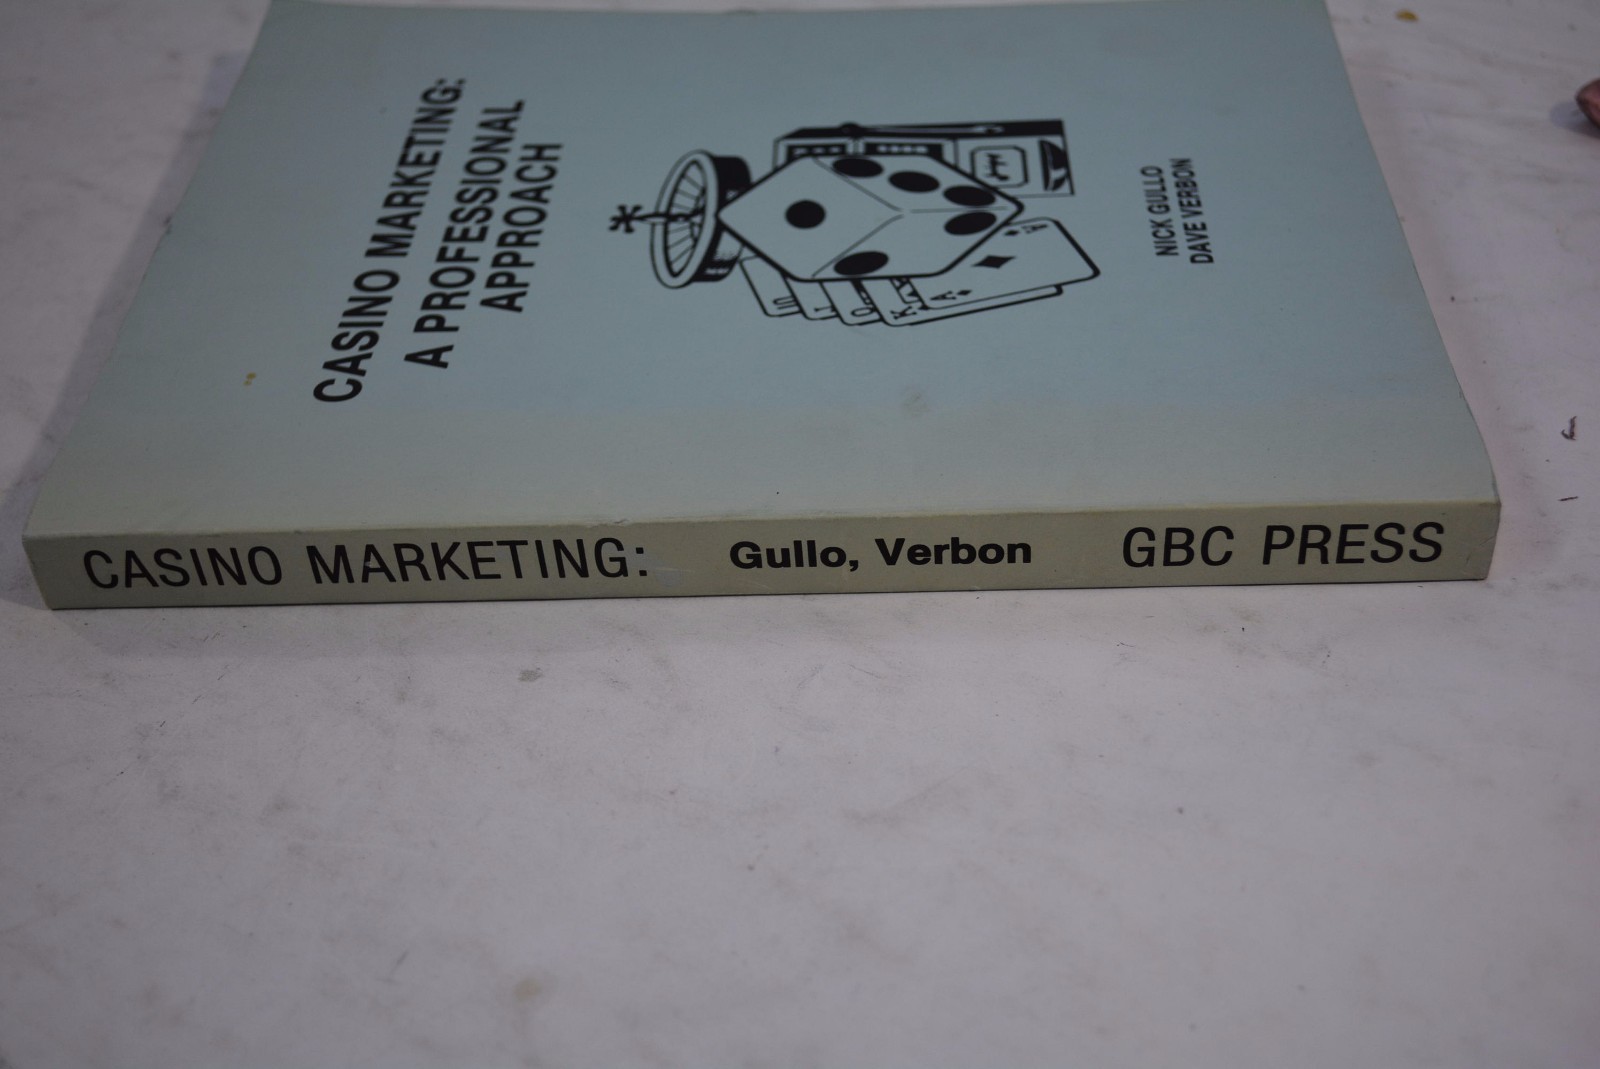 CASINO MARKETING:
A PROFESSIONAL
APPROACH
NICK GULLO
DAVE VERBON
CASINO MARKETING: Gullo, Verbon GBC PRESS